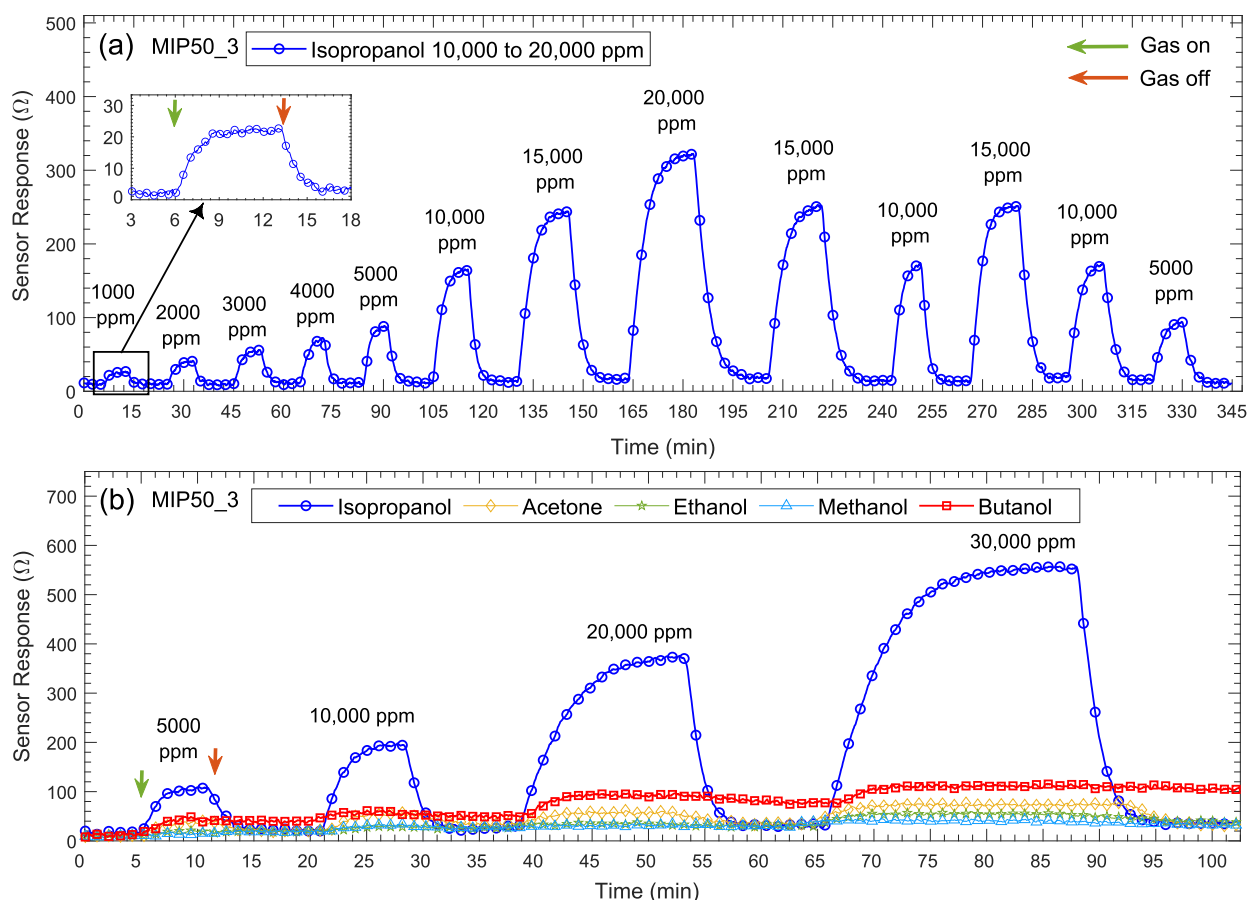 (a) MIP50_3
Isopropanol 10,000 to 20,000 ppm
Gas on
Gas off
Sensor Response (Ω)
500
400
300
200
100
0
30
20
10
0
3 6 9 12 15 18
1000
ppm
2000
ppm
3000
ppm
4000
ppm
5000
ppm
10,000
ppm
15,000
ppm
20,000
ppm
15,000
ppm
10,000
ppm
15,000
ppm
10,000
ppm
5000
ppm
0 15 30 45 60 75 90 105 120 135 150 165 183 195 210 225 240 255 270 285 300 315 330 345
Time (min)
(b) MIP50_3
Isopropanol Acetone Ethanol Methanol Butanol
Sensor Response (Ω)
700
600
500
400
300
200
100
0
5000
ppm
10,000 ppm
20,000 ppm
30,000 ppm
0 5 10 15 20 25 30 35 40 45 50 55 60 65 70 75 80 85 90 95 100
Time (min)